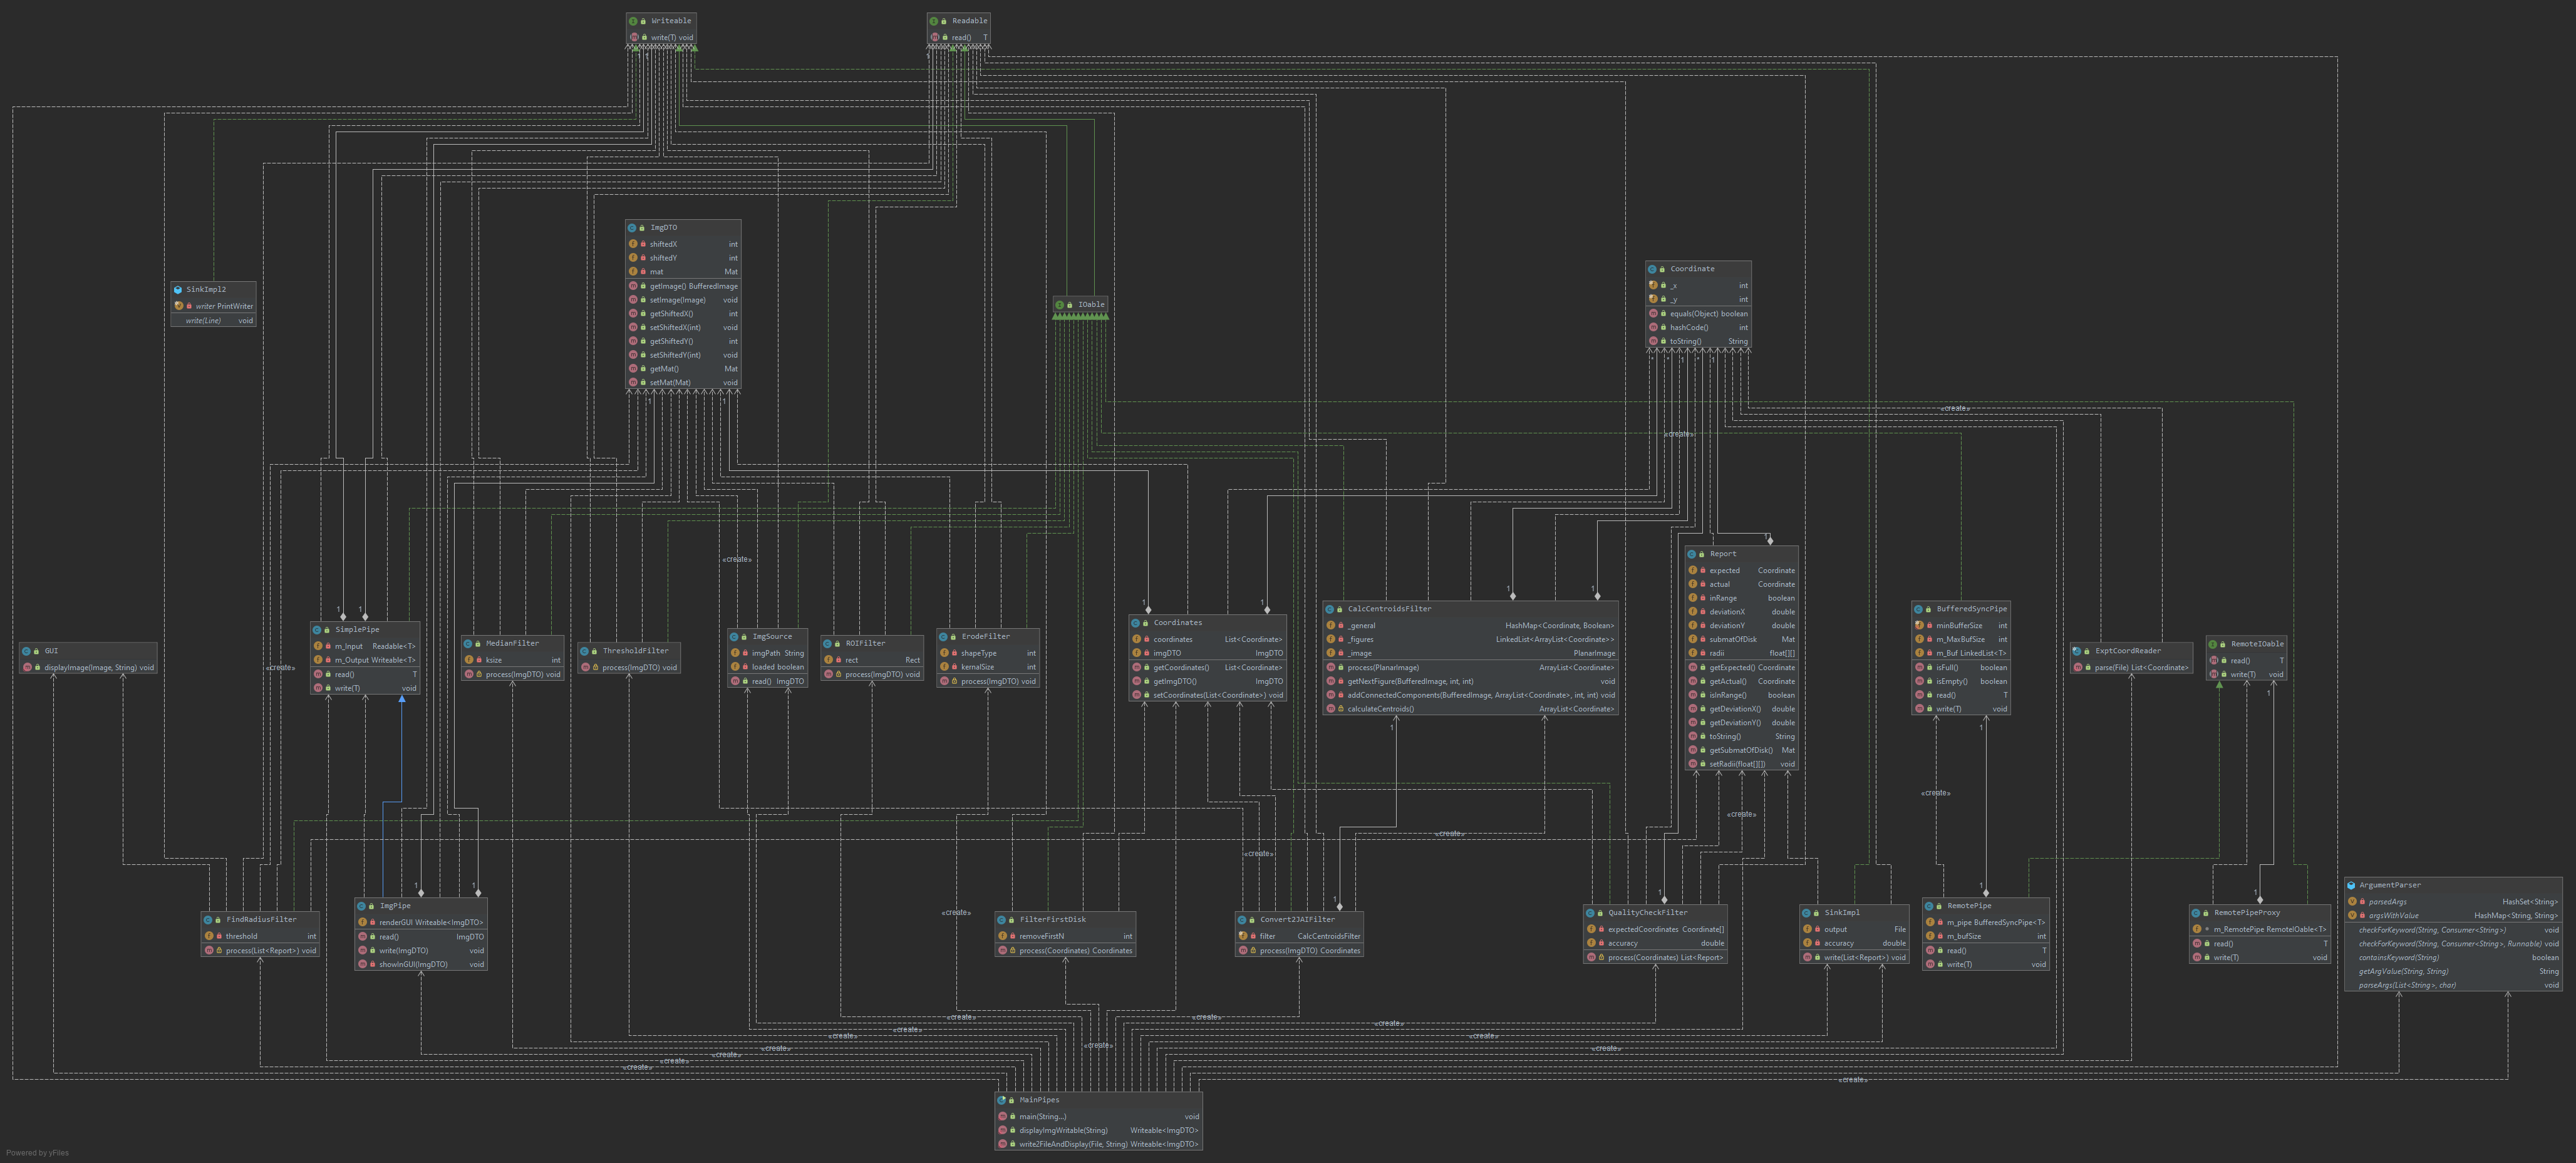 Writeable
write(T) void
Readable
read() T
ImgDTO
shiftedX int
shiftedY int
mat Mat
getImage() BufferedImage
setImage(Image) void
getShiftedX() int
setShiftedX(int) void
getShiftedY() int
setShiftedY(int) void
getMat() Mat
setMat(Mat) void
Coordinate
_x int
_y int
equals(Object) boolean
hashCode() int
toString() String
SinkImpl2
writer PrintWriter
write(Line) void
IOable
«create»
«create»
«create»
Report
expected Coordinate
actual Coordinate
inRange boolean
deviationX double
deviationY double
submatOfDisk Mat
radii float[][]
getExpected() Coordinate
getActual() Coordinate
isInRange() boolean
getDeviationX() double
getDeviationY() double
toString() String
getSubmatOfDisk() Mat
setRadii(float[][]) void
GUI
displayImage(Image, String) void
SimplePipe
m_Input Readable<T>
m_Output Writeable<T>
read() T
write(T) void
MedianFilter
ksize int
process(ImgDTO) void
ThresholdFilter
process(ImgDTO) void
ImgSource
imgPath String
loaded boolean
read() ImgDTO
ROIFilter
rect Rect
process(ImgDTO) void
ErodeFilter
shapeType int
kernalSize int
process(ImgDTO) void
Coordinates
coordinates List<Coordinate>
imgDTO ImgDTO
getCoordinates() List<Coordinate>
getImgDTO() ImgDTO
setCoordinates(List<Coordinate>) void
CalcCentroidsFilter
_general HashMap<Coordinate, Boolean>
_figures LinkedList<ArrayList<Coordinate>>
_image PlanarImage
process(PlanarImage) ArrayList<Coordinate>
getNextFigure(BufferedImage, int, int) void
addConnectedComponents(BufferedImage, ArrayList<Coordinate>, int, int) void
calculateCentroids() ArrayList<Coordinate>
BufferedSyncPipe
minBufferSize int
m_MaxBufSize int
m_Buf LinkedList<T>
isFull() boolean
isEmpty() boolean
read() T
write(T) void
ExptCoordReader
parse(File) List<Coordinate>
RemoteIOable
read() T
write(T) void
«create»
«create»
«create»
«create»
«create»
«create»
FindRadiusFilter
threshold int
process(List<Report>) void
ImgPipe
renderGUI Writeable<ImgDTO>
read() ImgDTO
write(ImgDTO) void
showInGUI(ImgDTO) void
FilterFirstDisk
removeFirstN int
process(Coordinates) Coordinates
Convert2JAIFilter
filter CalcCentroidsFilter
process(ImgDTO) Coordinates
QualityCheckFilter
expectedCoordinates Coordinate[]
accuracy double
process(Coordinates) List<Report>
SinkImpl
output File
accuracy double
write(List<Report>) void
RemotePipe
m_pipe BufferedSyncPipe<T>
m_bufSize int
read() T
write(T) void
RemotePipeProxy
m_RemotePipe RemoteIOable<T>
read() T
write(T) void
ArgumentParser
parsedArgs HashSet<String>
argsWithValue HashMap<String, String>
checkForKeyword(String, Consumer<String>) void
checkForKeyword(String, Consumer<String>, Runnable) void
containsKeyword(String) boolean
getArgValue(String, String) String
parseArgs(List<String>, char) void
«create»
«create»
«create»
«create»
«create»
«create»
«create»
«create»
«create»
«create»
«create»
«create»
MainPipes
main(String...) void
displayImgWritable(String) Writeable<ImgDTO>
write2FileAndDisplay(File, String) Writeable<ImgDTO>
Powered by yFiles